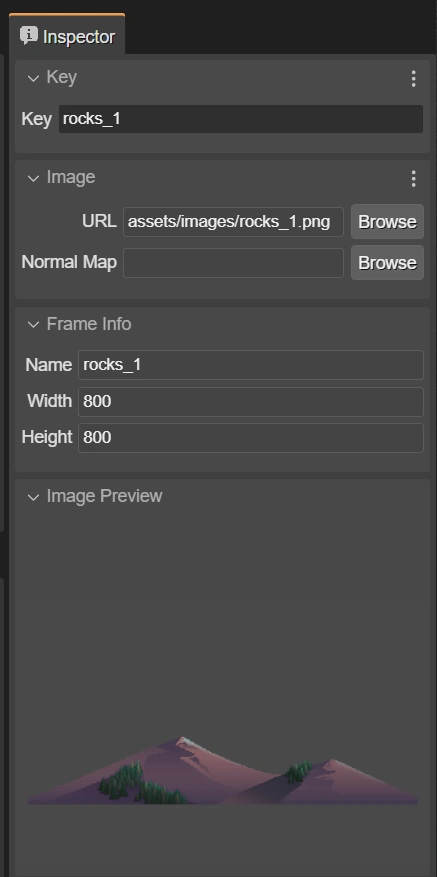 Inspector
Key
Key rocks_1
Image
URL assets/images/rocks_1.png Browse
Normal Map Browse
Frame Info
Name rocks_1
Width 800
Height 800
Image Preview